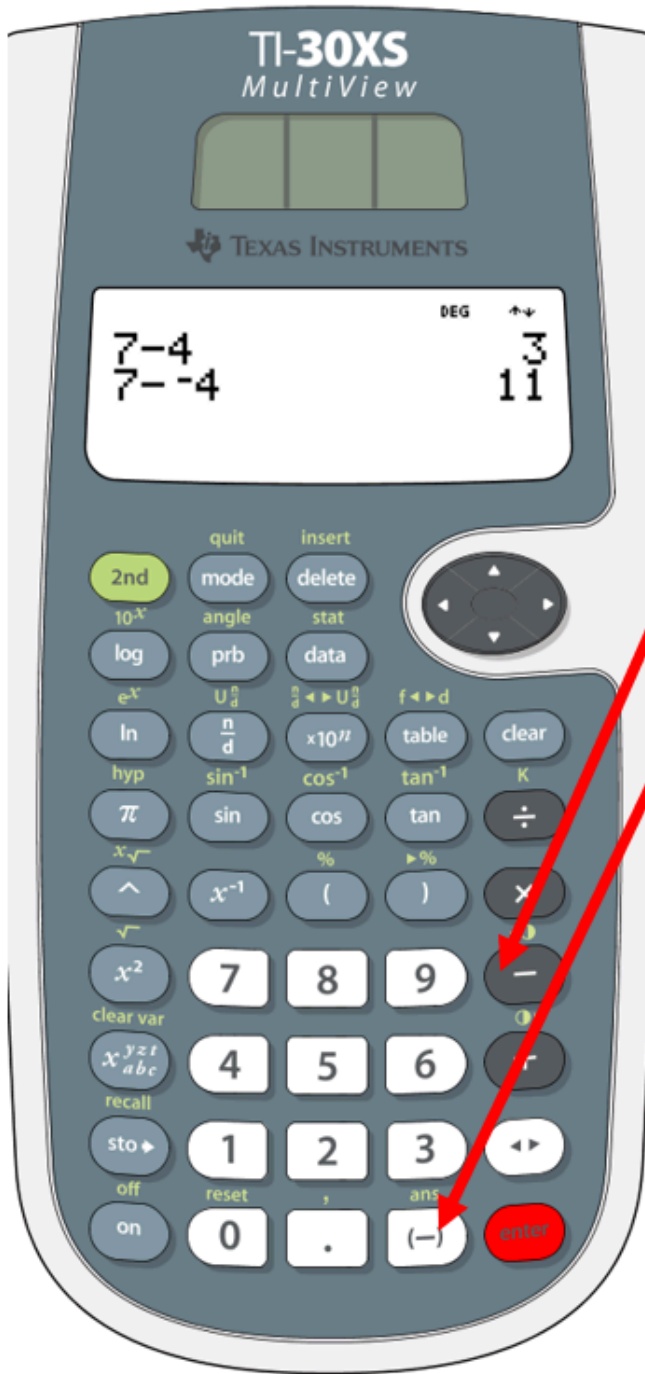 TI-30XS
MultiView
TEXAS INSTRUMENTS
DEG
7-4 3
7- -4 11
quit insert
2nd mode delete
10^x angle stat
log prb data
e^x U n/d n/d ◄► U n/d f◄►d
ln n/d ×10^n table clear
hyp sin⁻¹ cos⁻¹ tan⁻¹ K
π sin cos tan ÷
x√ % ►%
^ x⁻¹ ( ) ×
√
x² 7 8 9 −
clear var
x yzt abc 4 5 6 +
recall
sto► 1 2 3 ◄►
off reset , ans
on 0 . (−) enter